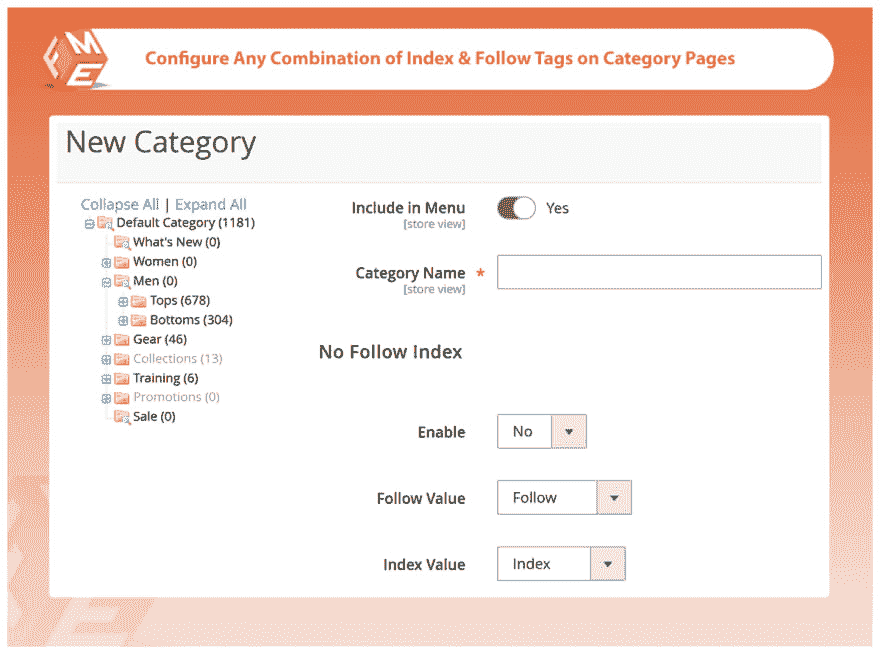 FME
Configure Any Combination of Index & Follow Tags on Category Pages
New Category
Collapse All | Expand All
Default Category (1181)
What's New (0)
Women (0)
Men (0)
Tops (678)
Bottoms (304)
Gear (46)
Collections (13)
Training (6)
Promotions (0)
Sale (0)
Include in Menu
[store view]
Yes
Category Name *
[store view]
No Follow Index
Enable
No
Follow Value
Follow
Index Value
Index